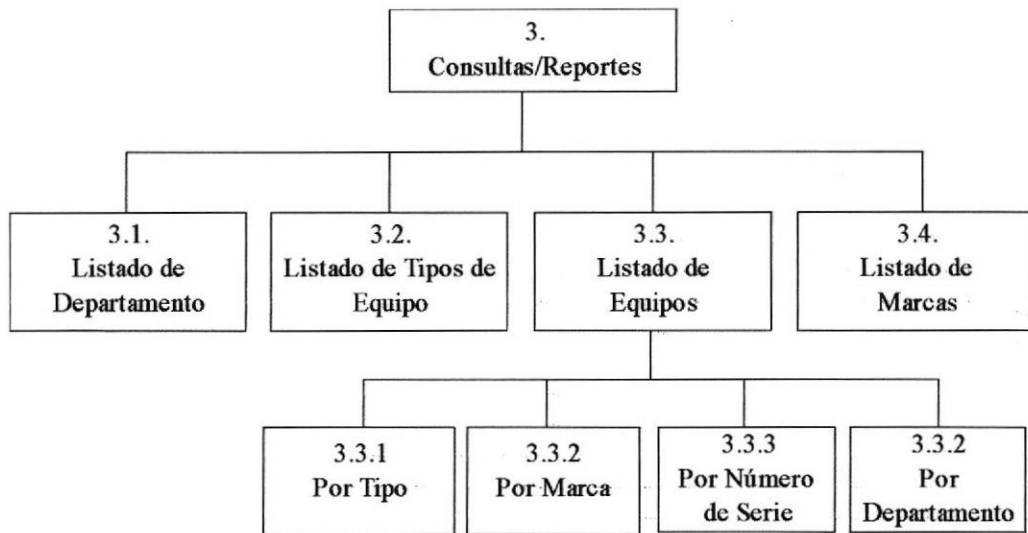 3.
Consultas/Reportes
3.1.
Listado de
Departamento
3.2.
Listado de Tipos de
Equipo
3.3.
Listado de
Equipos
3.4.
Listado de
Marcas
3.3.1
Por Tipo
3.3.2
Por Marca
3.3.3
Por Número
de Serie
3.3.2
Por
Departamento